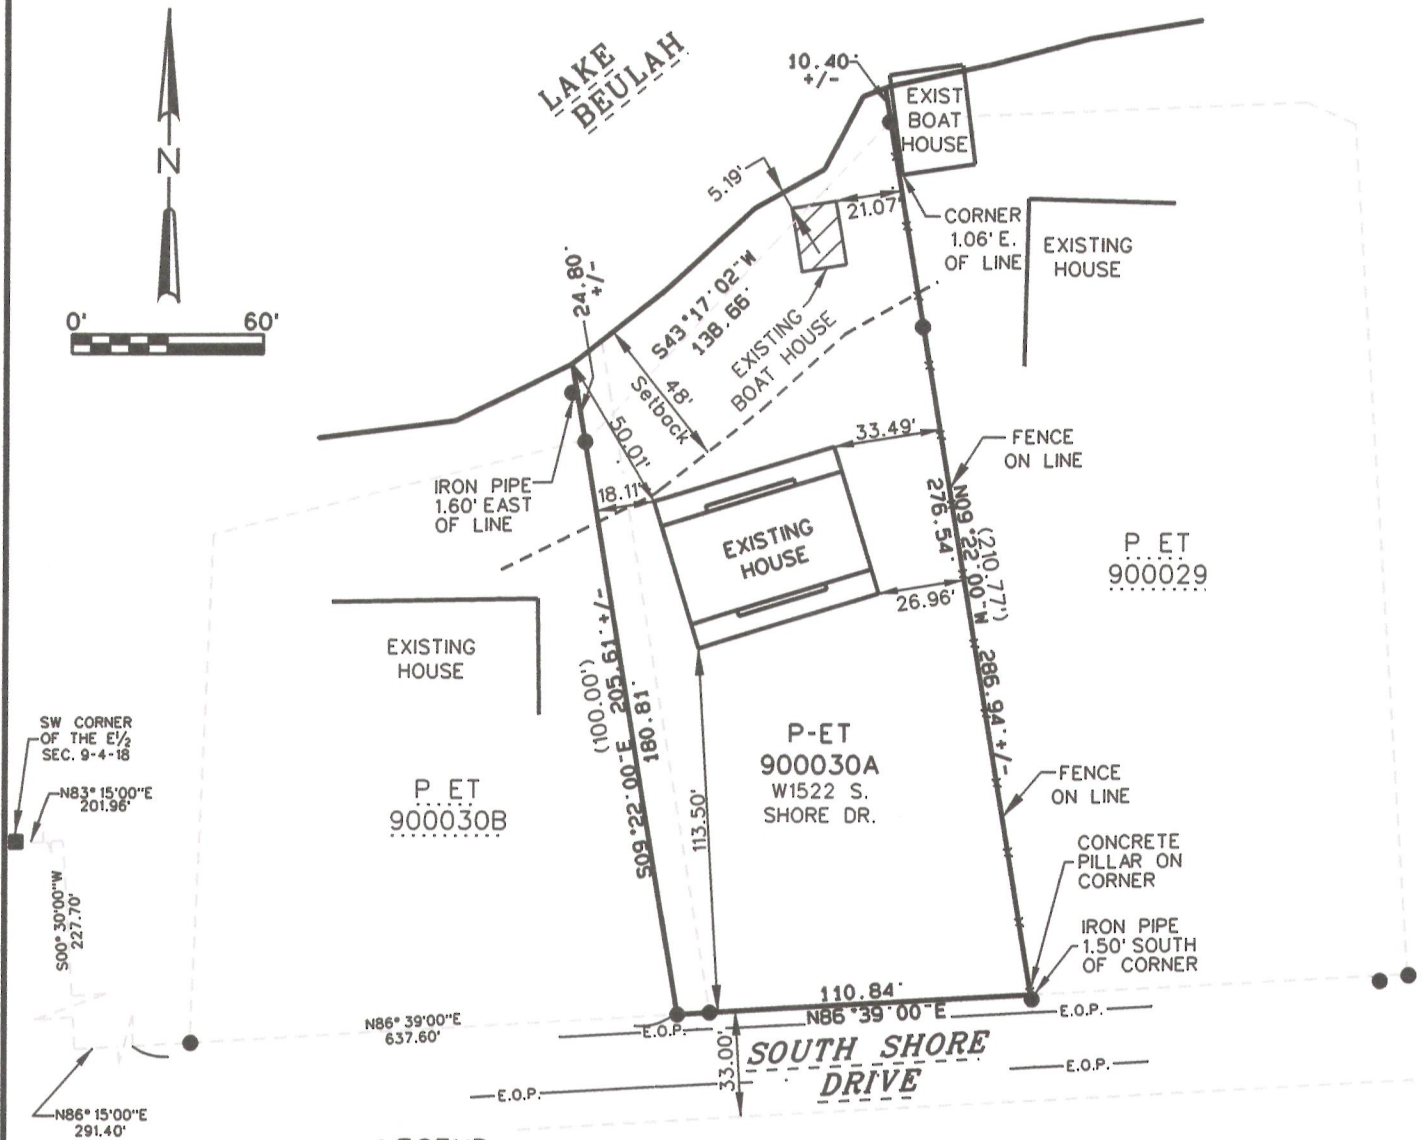 LAKE
BEULAH
N
0' 60'
10.40'
+/-
EXIST
BOAT
HOUSE
5.19'
21.07'
CORNER
1.06' E.
OF LINE
EXISTING
HOUSE
24.80'
+/-
S43°17'02"W
138.66'
EXISTING
BOAT HOUSE
48'
Setback
50.01'
33.49'
FENCE
ON LINE
IRON PIPE
1.60' EAST
OF LINE
18.11'
EXISTING
HOUSE
26.96'
N09°22'00"W 286.94'+/-
276.54'
(210.77')
P ET
900029
EXISTING
HOUSE
S09°22'00"E 205.61'+/-
(100.00')
180.81'
SW CORNER
OF THE E1/2
SEC. 9-4-18
N83°15'00"E
201.96'
P ET
900030B
P-ET
900030A
W1522 S.
SHORE DR.
113.50'
FENCE
ON LINE
CONCRETE
PILLAR ON
CORNER
IRON PIPE
1.50' SOUTH
OF CORNER
S00°30'00"W
227.70'
110.84'
N86°39'00"E
N86°39'00"E
637.60'
E.O.P.
E.O.P.
33.00'
SOUTH SHORE
DRIVE
E.O.P.
E.O.P.
N86°15'00"E
291.40'